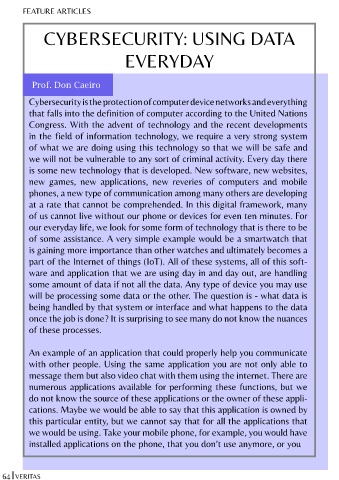 FEATURE ARTICLES
CYBERSECURITY: USING DATA
EVERYDAY
Prof. Don Caeiro
Cybersecurity is the protection of computer device networks and everything
that falls into the definition of computer according to the United Nations
Congress. With the advent of technology and the recent developments
in the field of information technology, we require a very strong system
of what we are doing using this technology so that we will be safe and
we will not be vulnerable to any sort of criminal activity. Every day there
is some new technology that is developed. New software, new websites,
new games, new applications, new reveries of computers and mobile
phones, a new type of communication among many others are developing
at a rate that cannot be comprehended. In this digital framework, many
of us cannot live without our phone or devices for even ten minutes. For
our everyday life, we look for some form of technology that is there to be
of some assistance. A very simple example would be a smartwatch that
is gaining more importance than other watches and ultimately becomes a
part of the Internet of things (IoT). All of these systems, all of this soft-
ware and application that we are using day in and day out, are handling
some amount of data if not all the data. Any type of device you may use
will be processing some data or the other. The question is - what data is
being handled by that system or interface and what happens to the data
once the job is done? It is surprising to see many do not know the nuances
of these processes.
An example of an application that could properly help you communicate
with other people. Using the same application you are not only able to
message them but also video chat with them using the internet. There are
numerous applications available for performing these functions, but we
do not know the source of these applications or the owner of these appli-
cations. Maybe we would be able to say that this application is owned by
this particular entity, but we cannot say that for all the applications that
we would be using. Take your mobile phone, for example, you would have
installed applications on the phone, that you don't use anymore, or you
64 VERITAS